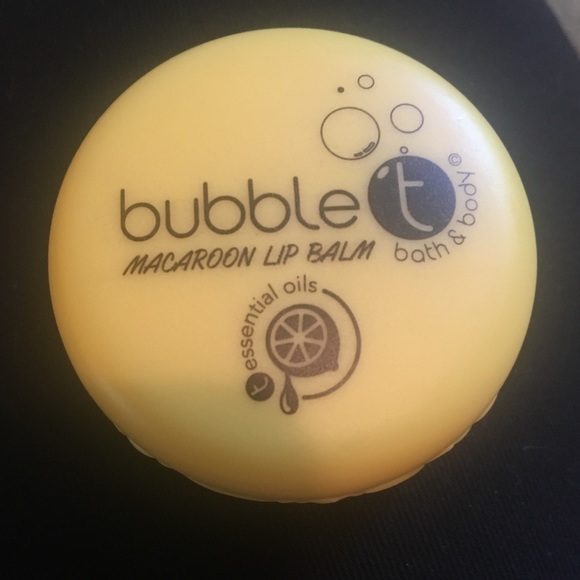 bubble t
bath & body©
MACAROON LIP BALM
essential oils
t